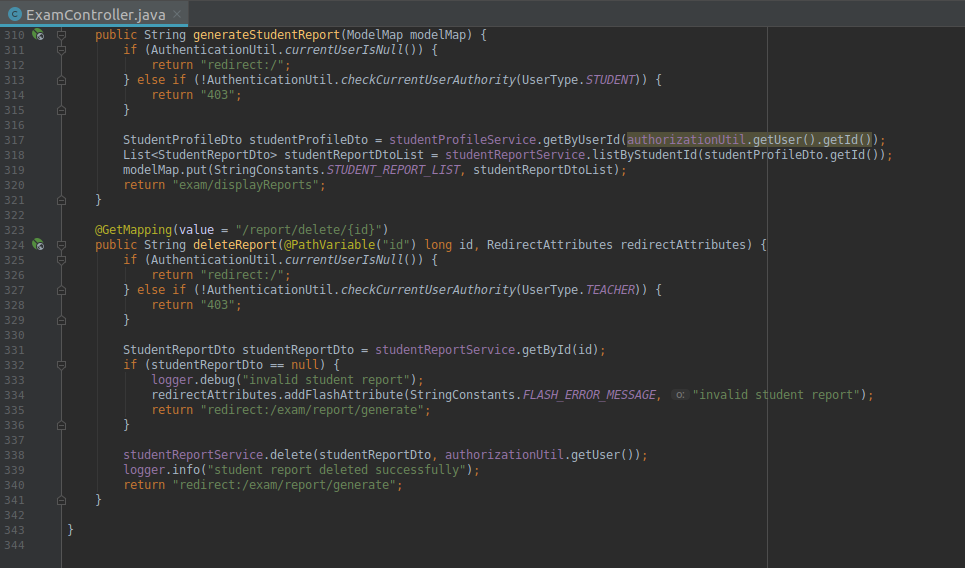 ExamController.java
310 public String generateStudentReport(ModelMap modelMap) {
311 if (AuthenticationUtil.currentUserIsNull()) {
312 return "redirect:/";
313 } else if (!AuthenticationUtil.checkCurrentUserAuthority(UserType.STUDENT)) {
314 return "403";
315 }
316
317 StudentProfileDto studentProfileDto = studentProfileService.getByUserId(authorizationUtil.getUser().getId());
318 List<StudentReportDto> studentReportDtoList = studentReportService.listByStudentId(studentProfileDto.getId());
319 modelMap.put(StringConstants.STUDENT_REPORT_LIST, studentReportDtoList);
320 return "exam/displayReports";
321 }
322
323 @GetMapping(value = "/report/delete/{id}")
324 public String deleteReport(@PathVariable("id") long id, RedirectAttributes redirectAttributes) {
325 if (AuthenticationUtil.currentUserIsNull()) {
326 return "redirect:/";
327 } else if (!AuthenticationUtil.checkCurrentUserAuthority(UserType.TEACHER)) {
328 return "403";
329 }
330
331 StudentReportDto studentReportDto = studentReportService.getById(id);
332 if (studentReportDto == null) {
333 logger.debug("invalid student report");
334 redirectAttributes.addFlashAttribute(StringConstants.FLASH_ERROR_MESSAGE, o: "invalid student report");
335 return "redirect:/exam/report/generate";
336 }
337
338 studentReportService.delete(studentReportDto, authorizationUtil.getUser());
339 logger.info("student report deleted successfully");
340 return "redirect:/exam/report/generate";
341 }
342
343 }
344